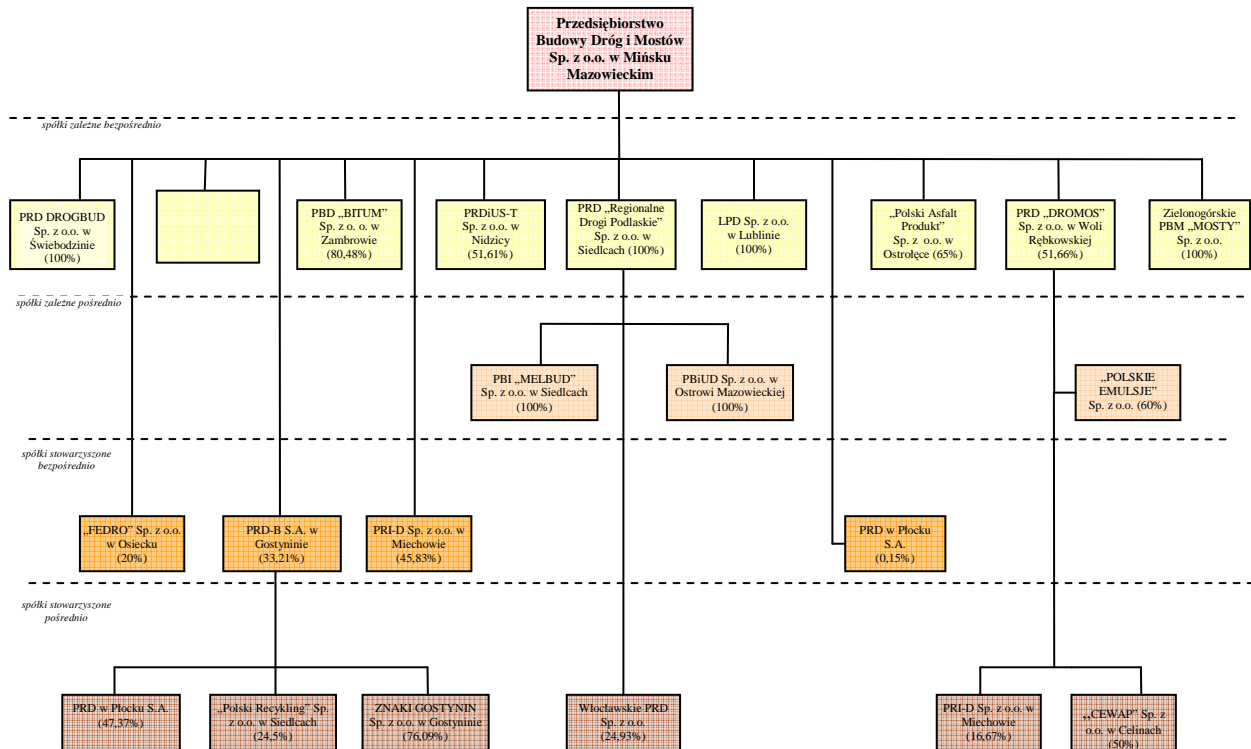 Przedsiębiorstwo
Budowy Dróg i Mostów
Sp. z o.o. w Mińsku
Mazowieckim
spółki zależne bezpośrednio
PRD DROGBUD
Sp. z o.o. w
Świebodzinie
(100%)
PBD „BITUM”
Sp. z o. o. w
Zambrowie
(80,48%)
PRDiUS-T
Sp. z o.o. w
Nidzicy
(51,61%)
PRD „Regionalne
Drogi Podlaskie”
Sp. z o.o. w
Siedlcach (100%)
LPD Sp. z o.o.
w Lublinie
(100%)
„Polski Asfalt
Produkt”
Sp. z o.o. w
Ostrołęce (65%)
PRD „DROMOS”
Sp. z o.o. w Woli
Rębkowskiej
(51,66%)
Zielonogórskie
PBM „MOSTY”
Sp. z o.o.
(100%)
spółki zależne pośrednio
PBI „MELBUD”
Sp. z o.o. w Siedlcach
(100%)
PBiUD Sp. z o.o. w
Ostrowi Mazowieckiej
(100%)
„POLSKIE
EMULSJE”
Sp. z o.o. (60%)
spółki stowarzyszone
bezpośrednio
„FEDRO” Sp. z o.o.
w Osiecku
(20%)
PRD-B S.A. w
Gostyninie
(33,21%)
PRI-D Sp. z o.o. w
Miechowie
(45,83%)
PRD w Płocku
S.A.
(0,15%)
spółki stowarzyszone
pośrednio
PRD w Płocku S.A.
(47,37%)
„Polski Recykling” Sp.
z o.o. w Siedlcach
(24,5%)
ZNAKI GOSTYNIN
Sp. z o.o. w Gostyninie
(76,09%)
Włocławskie PRD
Sp. z o.o.
(24,93%)
PRI-D Sp. z o.o. w
Miechowie
(16,67%)
„CEWAP” Sp. z
o.o. w Celinach
(50%)